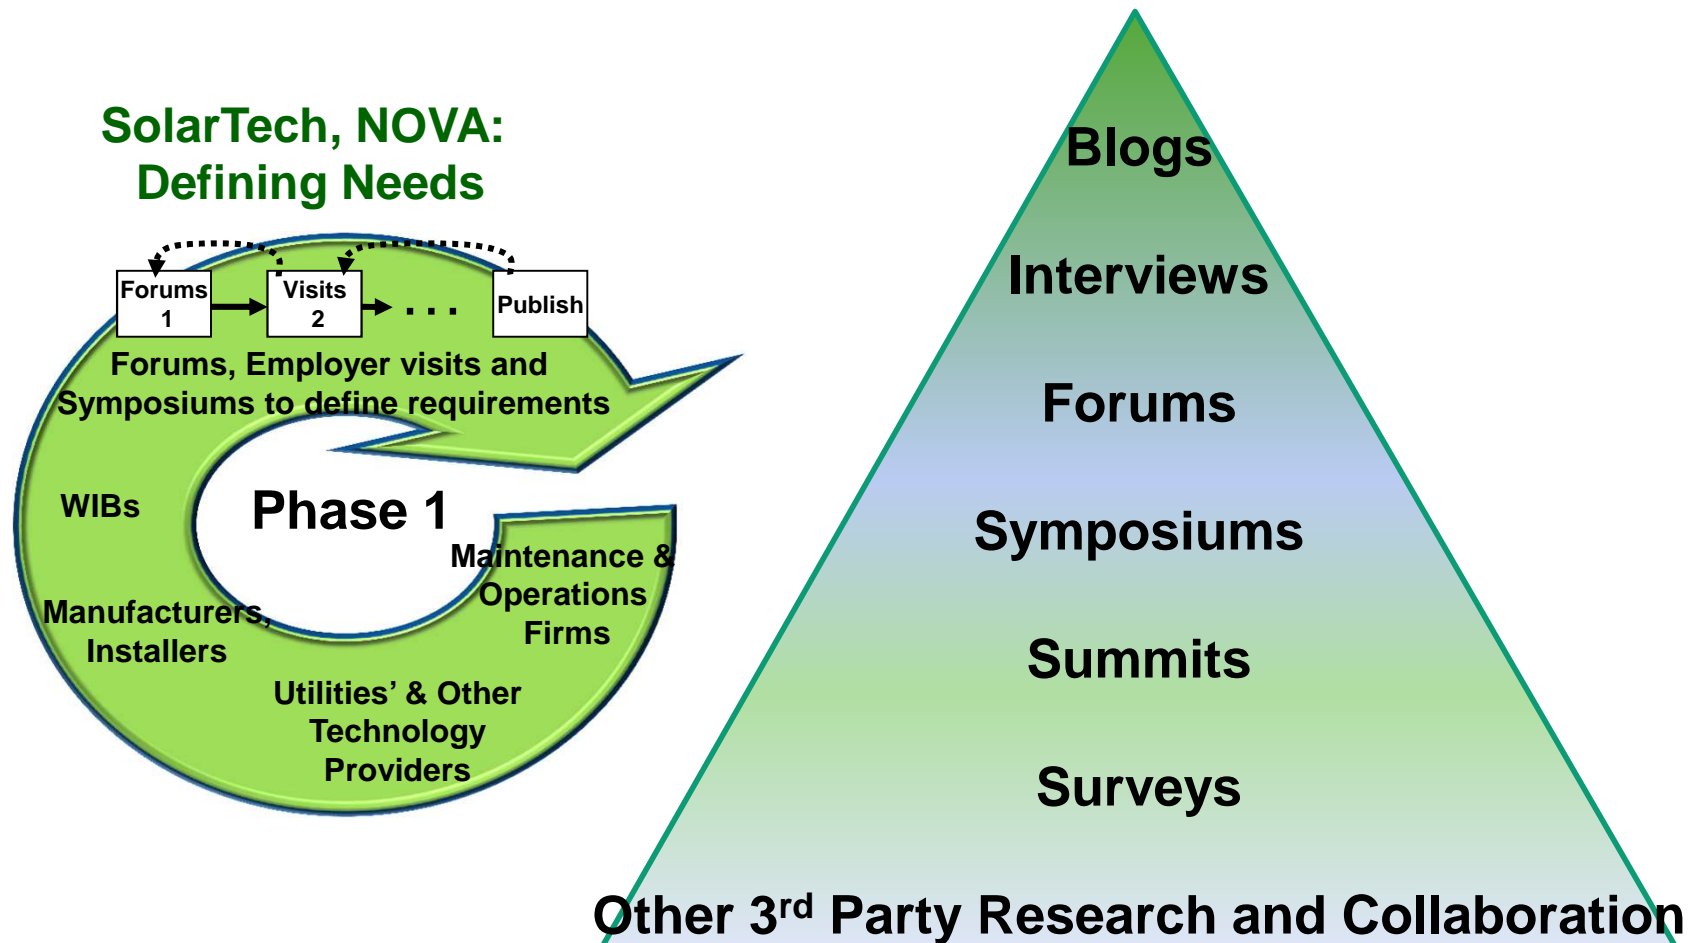 SolarTech, NOVA:
Defining Needs
Forums
1
Visits
2
. . .
Publish
Forums, Employer visits and
Symposiums to define requirements
WIBs
Phase 1
Maintenance &
Operations
Firms
Manufacturers,
Installers
Utilities’ & Other
Technology
Providers
Blogs
Interviews
Forums
Symposiums
Summits
Surveys
Other 3rd Party Research and Collaboration